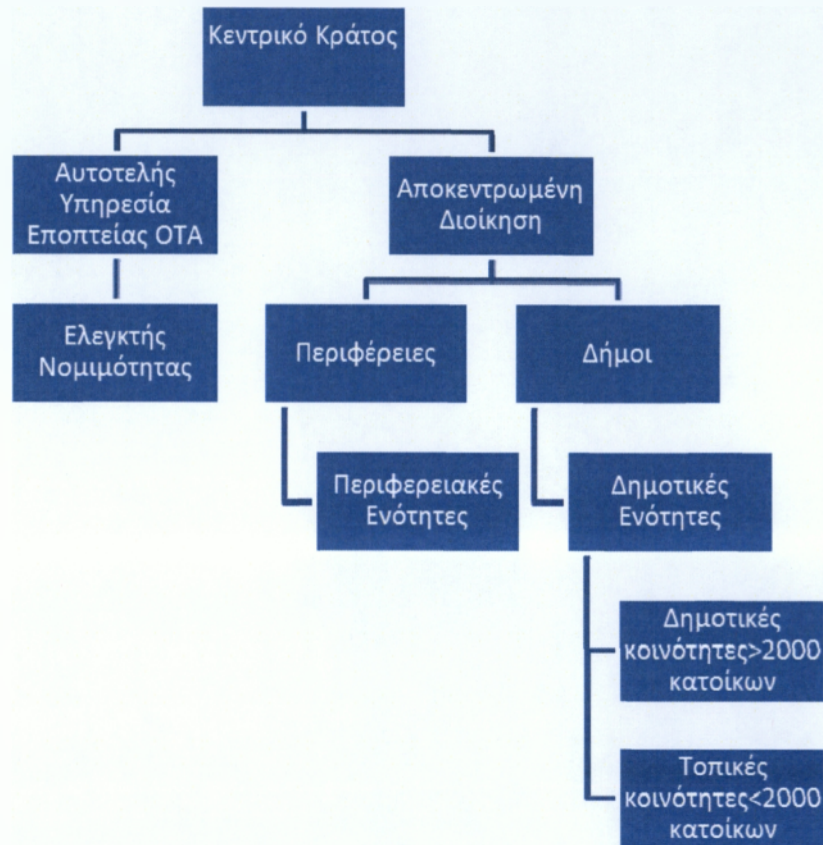 Κεντρικό Κράτος
Αυτοτελής
Υπηρεσία
Εποπτείας ΟΤΑ
Αποκεντρωμένη
Διοίκηση
Ελεγκτής
Νομιμότητας
Περιφέρειες
Δήμοι
Περιφερειακές
Ενότητες
Δημοτικές
Ενότητες
Δημοτικές
κοινότητες>2000
κατοίκων
Τοπικές
κοινότητες<2000
κατοίκων